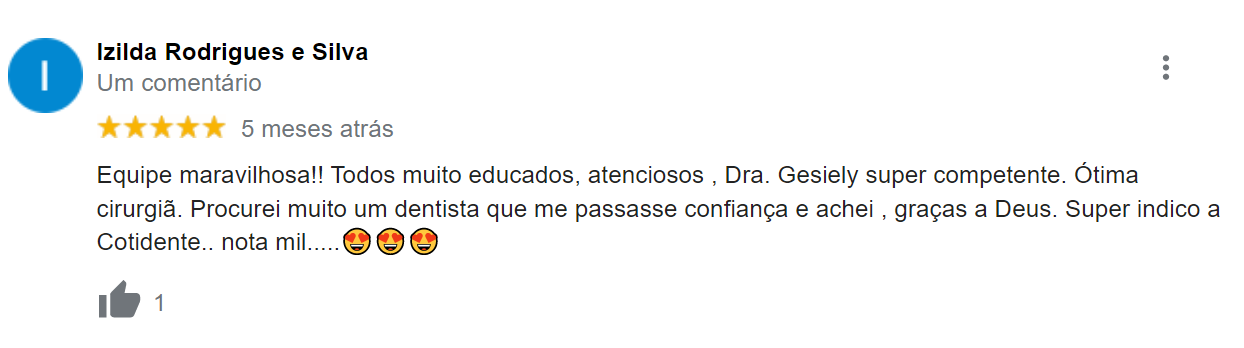 I
Izilda Rodrigues e Silva
Um comentário
5 meses atrás
Equipe maravilhosa!! Todos muito educados, atenciosos , Dra. Gesiely super competente. Ótima
cirurgiã. Procurei muito um dentista que me passasse confiança e achei , graças a Deus. Super indico a
Cotidente.. nota mil.....😍😍😍
1